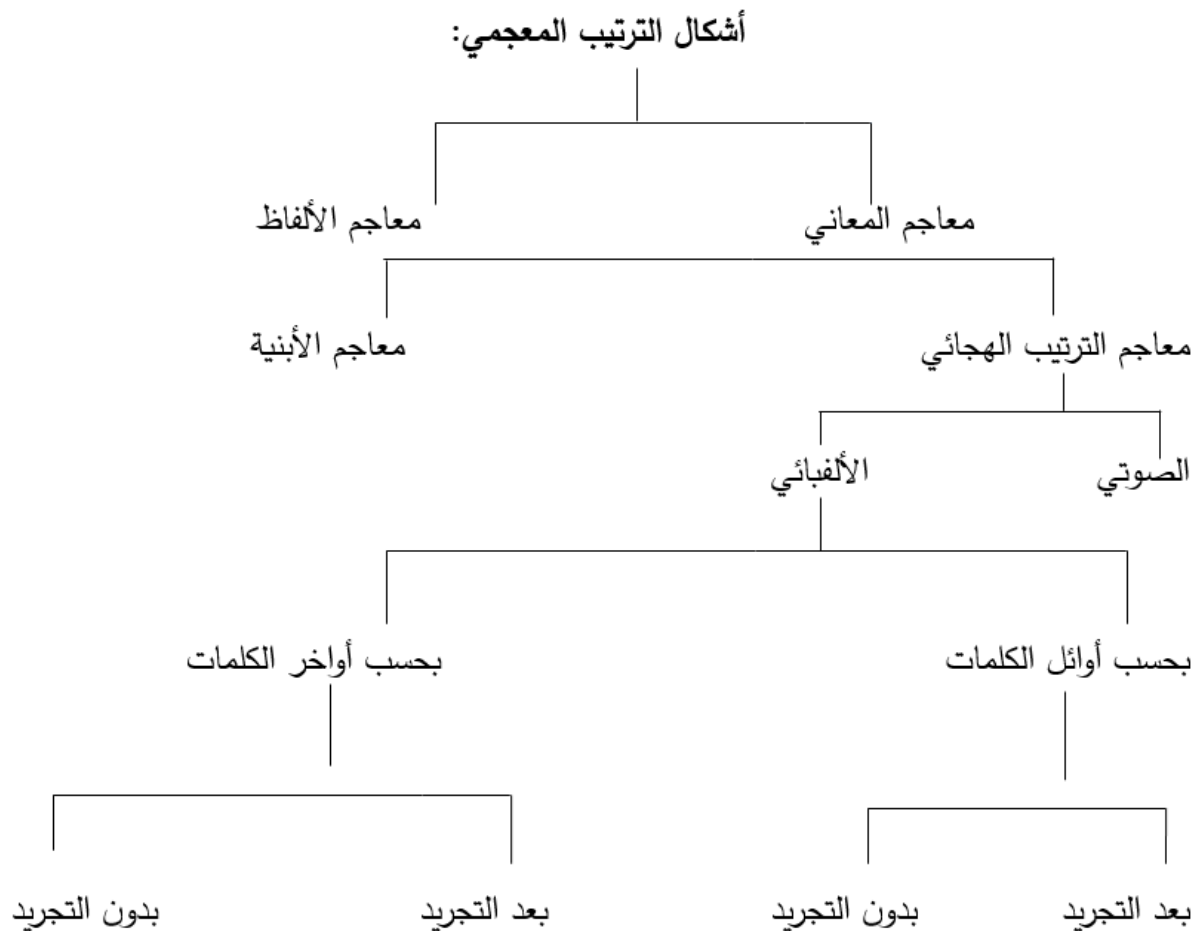 أشكال الترتيب المعجمي:
معاجم المعاني
معاجم الألفاظ
معاجم الترتيب الهجائي
معاجم الأبنية
الصوتي
الألفبائي
بحسب أوائل الكلمات
بحسب أواخر الكلمات
بعد التجريد
بدون التجريد
بعد التجريد
بدون التجريد